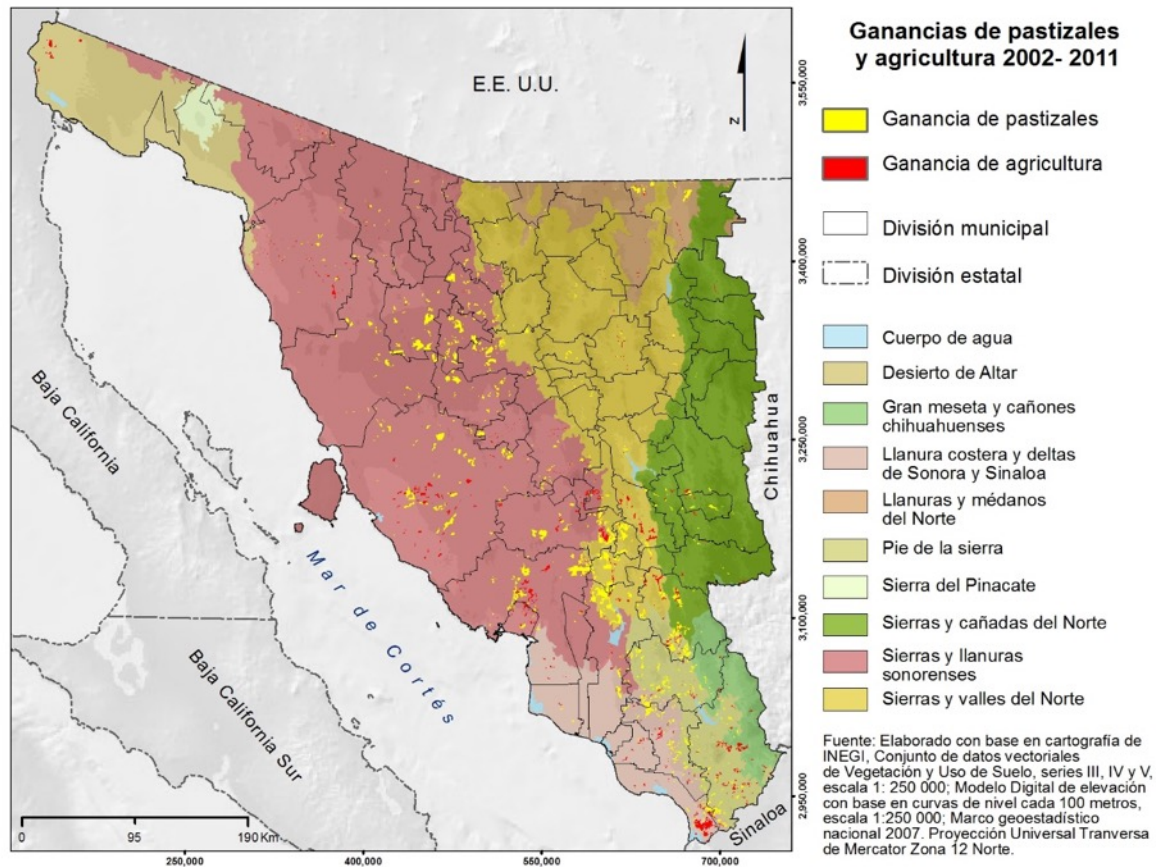 Ganancias de pastizales
y agricultura 2002- 2011
Ganancia de pastizales
Ganancia de agricultura
División municipal
División estatal
Cuerpo de agua
Desierto de Altar
Gran meseta y cañones
chihuahuenses
Llanura costera y deltas
de Sonora y Sinaloa
Llanuras y médanos
del Norte
Pie de la sierra
Sierra del Pinacate
Sierras y cañadas del Norte
Sierras y llanuras
sonorenses
Sierras y valles del Norte
Fuente: Elaborado con base en cartografía de
INEGI, Conjunto de datos vectoriales
de Vegetación y Uso de Suelo, series III, IV y V,
escala 1: 250 000; Modelo Digital de elevación
con base en curvas de nivel cada 100 metros,
escala 1:250 000; Marco geoestadístico
nacional 2007. Proyección Universal Tranversa
de Mercator Zona 12 Norte.
E.E. U.U.
N
Baja California
Baja California Sur
Mar de Cortés
Chihuahua
Sinaloa
3,550,000
3,400,000
3,250,000
3,100,000
2,950,000
0 95 190 Km
250,000 400,000 550,000 700,000